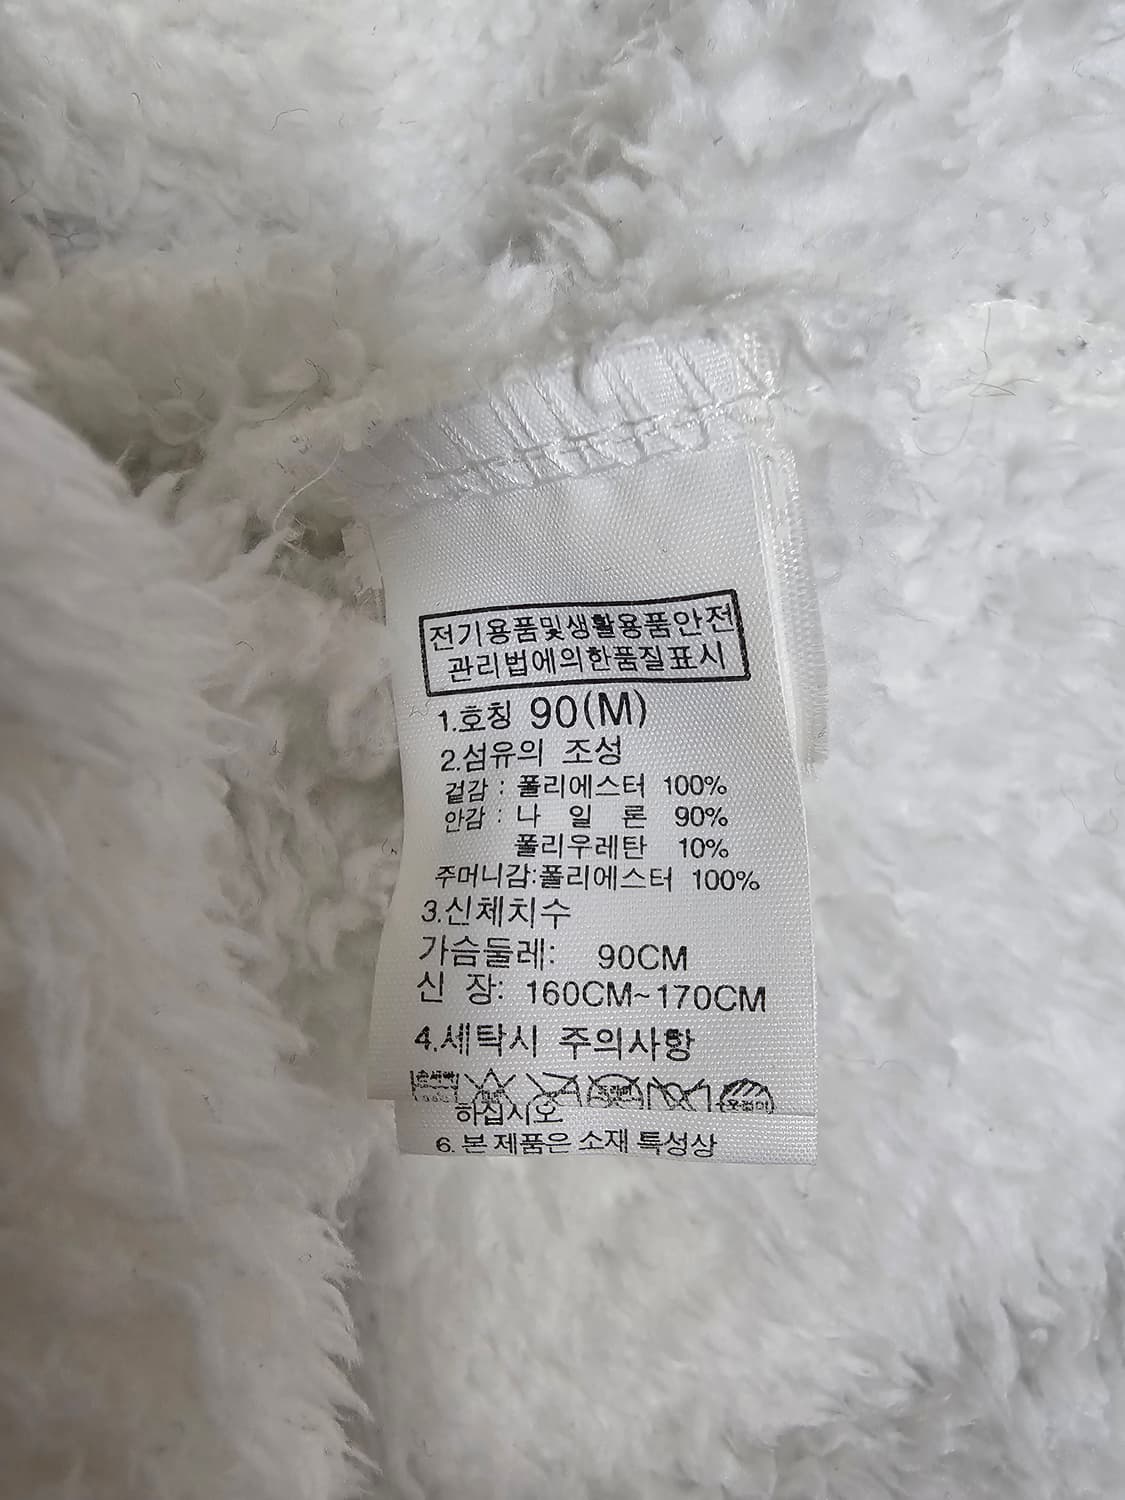 전기용품및생활용품안전
관리법에의한품질표시
1.호칭 90(M)
2.섬유의 조성
겉감 : 폴리에스터 100%
안감 : 나 일 론 90%
폴리우레탄 10%
주머니감:폴리에스터 100%
3.신체치수
가슴둘레: 90CM
신 장: 160CM~170CM
4.세탁시 주의사항
하십시오
6. 본 제품은 소재 특성상